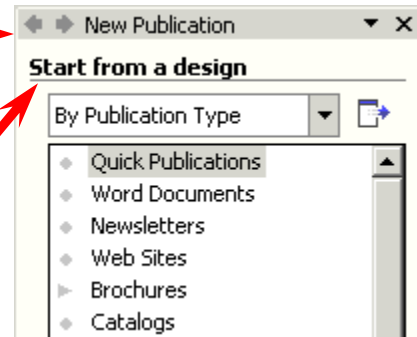 New Publication
Start from a design
By Publication Type
Quick Publications
Word Documents
Newsletters
Web Sites
Brochures
Catalogs